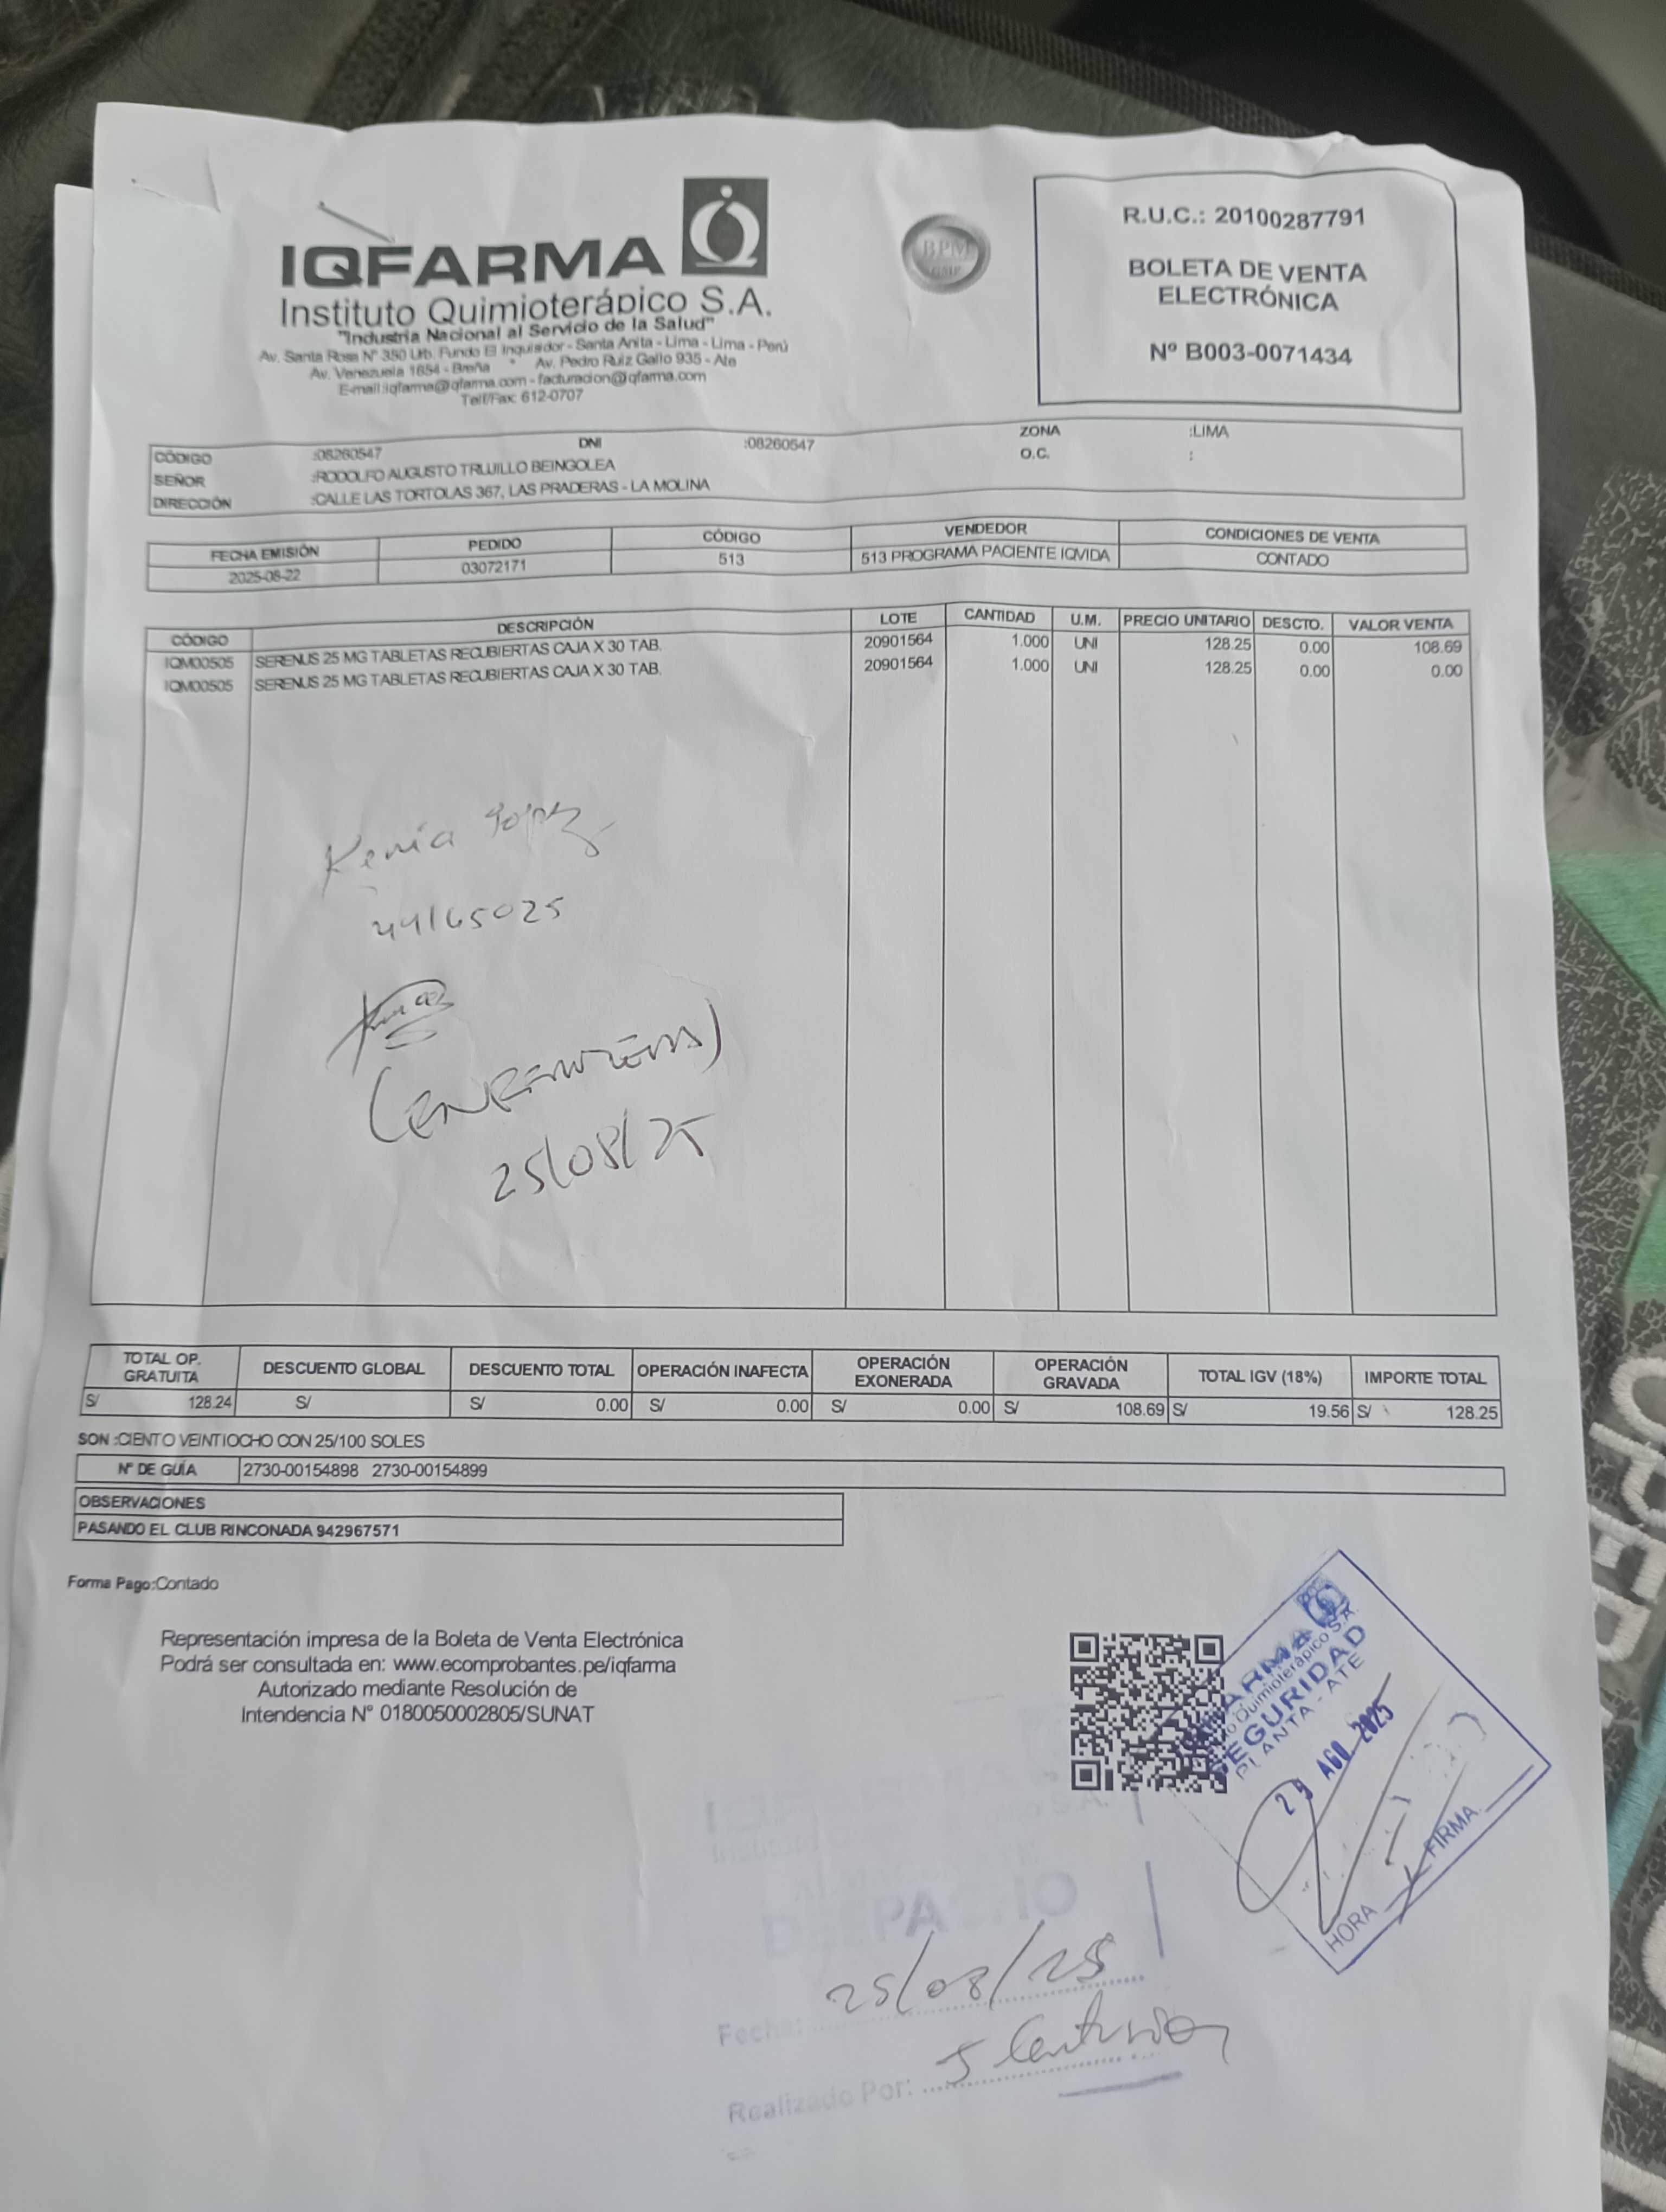 IQFARMA
Instituto Quimioterápico S.A.
"Industria Nacional al Servicio de la Salud"
Av. Santa Rosa Nº 350 Urb. Fundo El Inquisidor - Santa Anita - Lima - Lima - Perú
Av. Venezuela 1654 - Breña * Av. Pedro Ruiz Gallo 935 - Ate
E-mail:iqfarma@iqfarma.com - facturacion@iqfarma.com
Telf/Fax: 612-0707
BPM
GMP
R.U.C.: 20100287791
BOLETA DE VENTA
ELECTRÓNICA
Nº B003-0071434
CÓDIGO :08260547 DNI :08260547 ZONA :LIMA
SEÑOR :RODOLFO AUGUSTO TRUJILLO BEINGOLEA O.C. :
DIRECCIÓN :CALLE LAS TORTOLAS 367, LAS PRADERAS - LA MOLINA
FECHA EMISIÓN PEDIDO CÓDIGO VENDEDOR CONDICIONES DE VENTA
2025-08-22 03072171 513 513 PROGRAMA PACIENTE IQVIDA CONTADO
CÓDIGO DESCRIPCIÓN LOTE CANTIDAD U.M. PRECIO UNITARIO DESCTO. VALOR VENTA
IQM00505 SERENUS 25 MG TABLETAS RECUBIERTAS CAJA X 30 TAB. 20901564 1.000 UNI 128.25 0.00 108.69
IQM00505 SERENUS 25 MG TABLETAS RECUBIERTAS CAJA X 30 TAB. 20901564 1.000 UNI 128.25 0.00 0.00
Kenia
44165025
(ENFERMERA)
25/08/25
TOTAL OP. GRATUITA DESCUENTO GLOBAL DESCUENTO TOTAL OPERACIÓN INAFECTA OPERACIÓN EXONERADA OPERACIÓN GRAVADA TOTAL IGV (18%) IMPORTE TOTAL
S/ 128.24 S/ S/ 0.00 S/ 0.00 S/ 0.00 S/ 108.69 S/ 19.56 S/ 128.25
SON :CIENTO VEINTIOCHO CON 25/100 SOLES
Nº DE GUÍA 2730-00154898 2730-00154899
OBSERVACIONES
PASANDO EL CLUB RINCONADA 942967571
Forma Pago:Contado
Representación impresa de la Boleta de Venta Electrónica
Podrá ser consultada en: www.ecomprobantes.pe/iqfarma
Autorizado mediante Resolución de
Intendencia N° 0180050002805/SUNAT
Quimioterápico S.A.
SEGURIDAD
PLANTA - ATE
AGO. 2025
HORA FIRMA
Fecha: 25/08/25
Realizado Por: